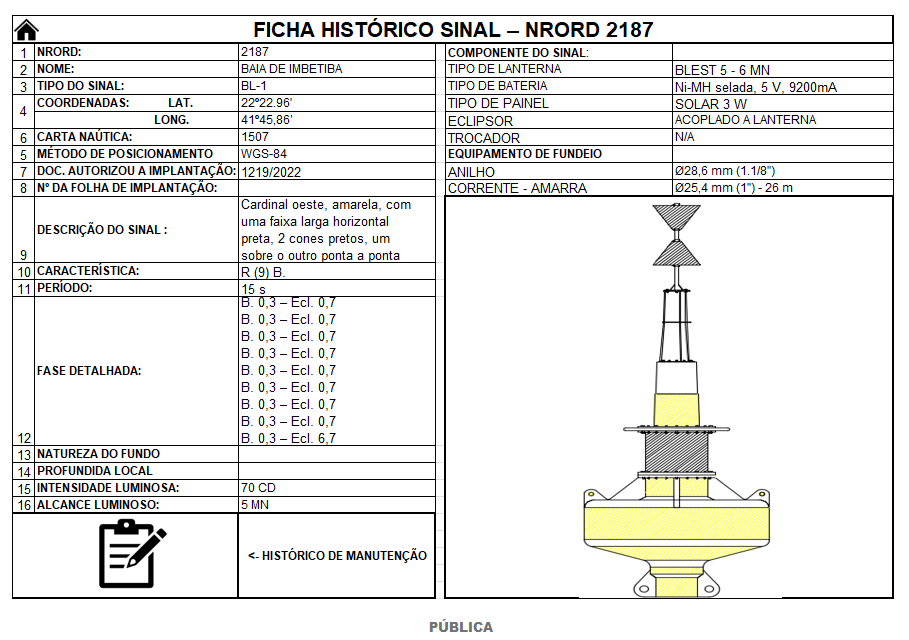 FICHA HISTÓRICO SINAL – NRORD 2187
1 NRORD: 2187
2 NOME: BAIA DE IMBETIBA
3 TIPO DO SINAL: BL-1
4 COORDENADAS: LAT. 22º22.96'
LONG. 41º45,86'
6 CARTA NAÚTICA: 1507
5 MÉTODO DE POSICIONAMENTO WGS-84
7 DOC. AUTORIZOU A IMPLANTAÇÃO: 1219/2022
8 Nº DA FOLHA DE IMPLANTAÇÃO:
9 DESCRIÇÃO DO SINAL :
Cardinal oeste, amarela, com
uma faixa larga horizontal
preta, 2 cones pretos, um
sobre o outro ponta a ponta
10 CARACTERÍSTICA: R (9) B.
11 PERÍODO: 15 s
12 FASE DETALHADA:
B. 0,3 – Ecl. 0,7
B. 0,3 – Ecl. 0,7
B. 0,3 – Ecl. 0,7
B. 0,3 – Ecl. 0,7
B. 0,3 – Ecl. 0,7
B. 0,3 – Ecl. 0,7
B. 0,3 – Ecl. 0,7
B. 0,3 – Ecl. 0,7
B. 0,3 – Ecl. 6,7
13 NATUREZA DO FUNDO
14 PROFUNDIDA LOCAL
15 INTENSIDADE LUMINOSA: 70 CD
16 ALCANCE LUMINOSO: 5 MN
<- HISTÓRICO DE MANUTENÇÃO
COMPONENTE DO SINAL:
TIPO DE LANTERNA BLEST 5 - 6 MN
TIPO DE BATERIA Ni-MH selada, 5 V, 9200mA
TIPO DE PAINEL SOLAR 3 W
ECLIPSOR ACOPLADO A LANTERNA
TROCADOR N/A
EQUIPAMENTO DE FUNDEIO
ANILHO Ø28,6 mm (1.1/8")
CORRENTE - AMARRA Ø25,4 mm (1") - 26 m
PÚBLICA